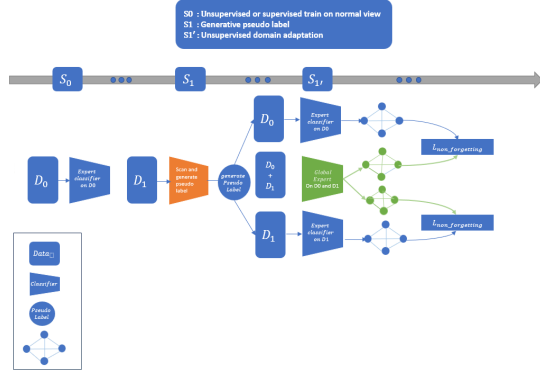 S0 : Unsupervised or supervised train on normal view
S1 : Generative pseudo label
S1' : Unsupervised domain adaptation
S0
S1
S1'
D0
Expert
classifier
on D0
D1
Scan and
generate
pseudo
label
generate
Pseudo
Label
D0
Expert
classifier
on D0
D0
+
D1
Global
Expert
On D0 and D1
D1
Expert
classifier
on D1
Lnon_forgetting
Lnon_forgetting
Data□
Classifier
Pseudo
Label